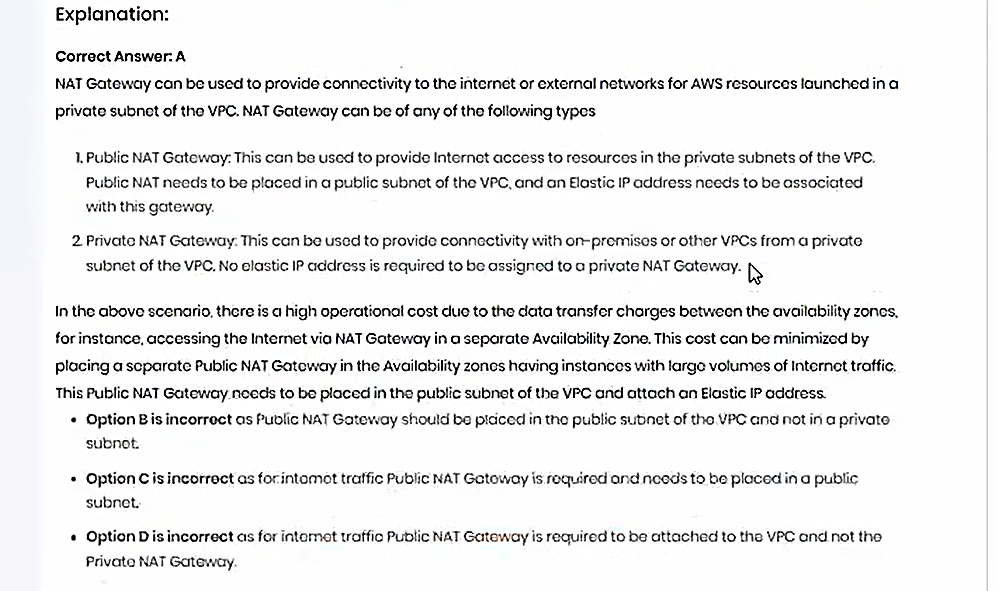 Explanation:
Correct Answer: A
NAT Gateway can be used to provide connectivity to the internet or external networks for AWS resources launched in a
private subnet of the VPC. NAT Gateway can be of any of the following types
1. Public NAT Gateway: This can be used to provide Internet access to resources in the private subnets of the VPC.
Public NAT needs to be placed in a public subnet of the VPC, and an Elastic IP address needs to be associated
with this gateway.
2. Private NAT Gateway: This can be used to provide connectivity with on-premises or other VPCs from a private
subnet of the VPC. No elastic IP address is required to be assigned to a private NAT Gateway.
In the above scenario, there is a high operational cost due to the data transfer charges between the availability zones,
for instance, accessing the Internet via NAT Gateway in a separate Availability Zone. This cost can be minimized by
placing a separate Public NAT Gateway in the Availability zones having instances with large volumes of Internet traffic.
This Public NAT Gateway needs to be placed in the public subnet of the VPC and attach an Elastic IP address.
• Option B is incorrect as Public NAT Gateway should be placed in the public subnet of the VPC and not in a private
subnet.
• Option C is incorrect as for internet traffic Public NAT Gateway is required and needs to be placed in a public
subnet.
• Option D is incorrect as for internet traffic Public NAT Gateway is required to be attached to the VPC and not the
Private NAT Gateway.